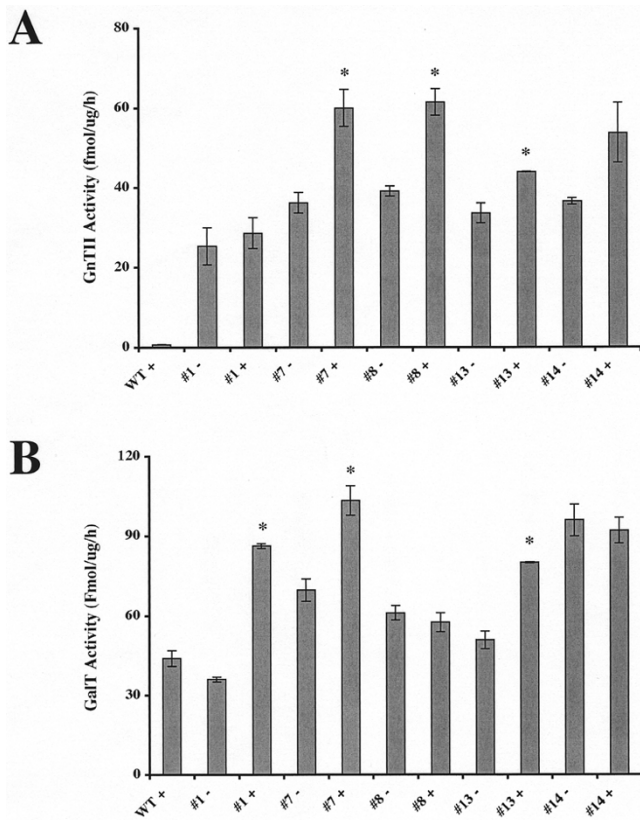 A
GnTII Activity (fmol/ug/h)
80
60
40
20
0
* * *
WT + #1 - #1 + #7 - #7 + #8 - #8 + #13 - #13 + #14 - #14 +
B
GalT Activity (Fmol/ug/h)
120
90
60
30
0
* * *
WT + #1 - #1 + #7 - #7 + #8 - #8 + #13 - #13 + #14 - #14 +